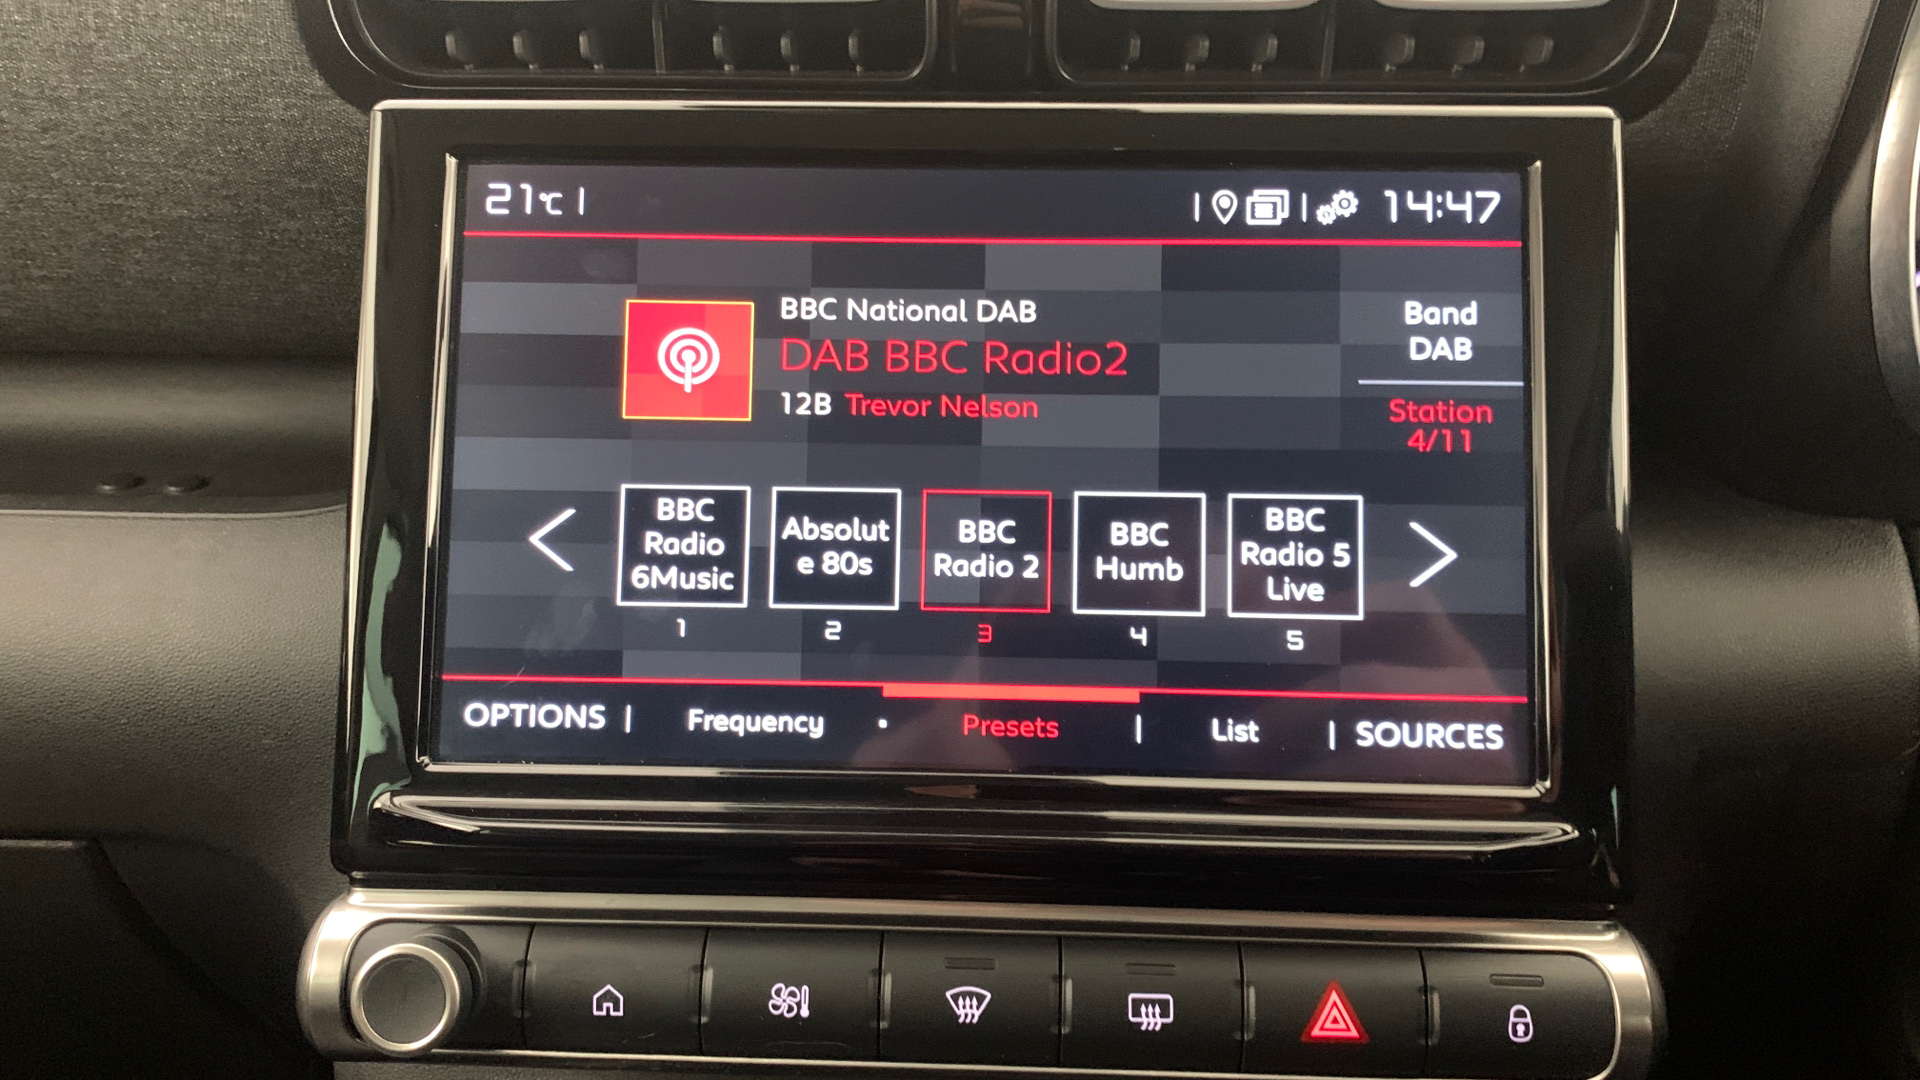 21°C
14:47
BBC National DAB
DAB BBC Radio2
12B Trevor Nelson
Band
DAB
Station
4/11
BBC
Radio
6Music
Absolut
e 80s
BBC
Radio 2
BBC
Humb
BBC
Radio 5
Live
1 2 3 4 5
OPTIONS | Frequency • Presets | List | SOURCES